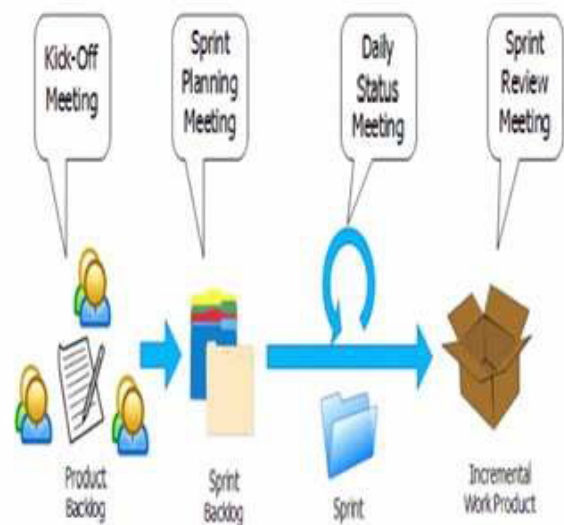 Kick-Off
Meeting
Sprint
Planning
Meeting
Daily
Status
Meeting
Sprint
Review
Meeting
Product
Backlog
Sprint
Backlog
Sprint
Incremental
Work Product